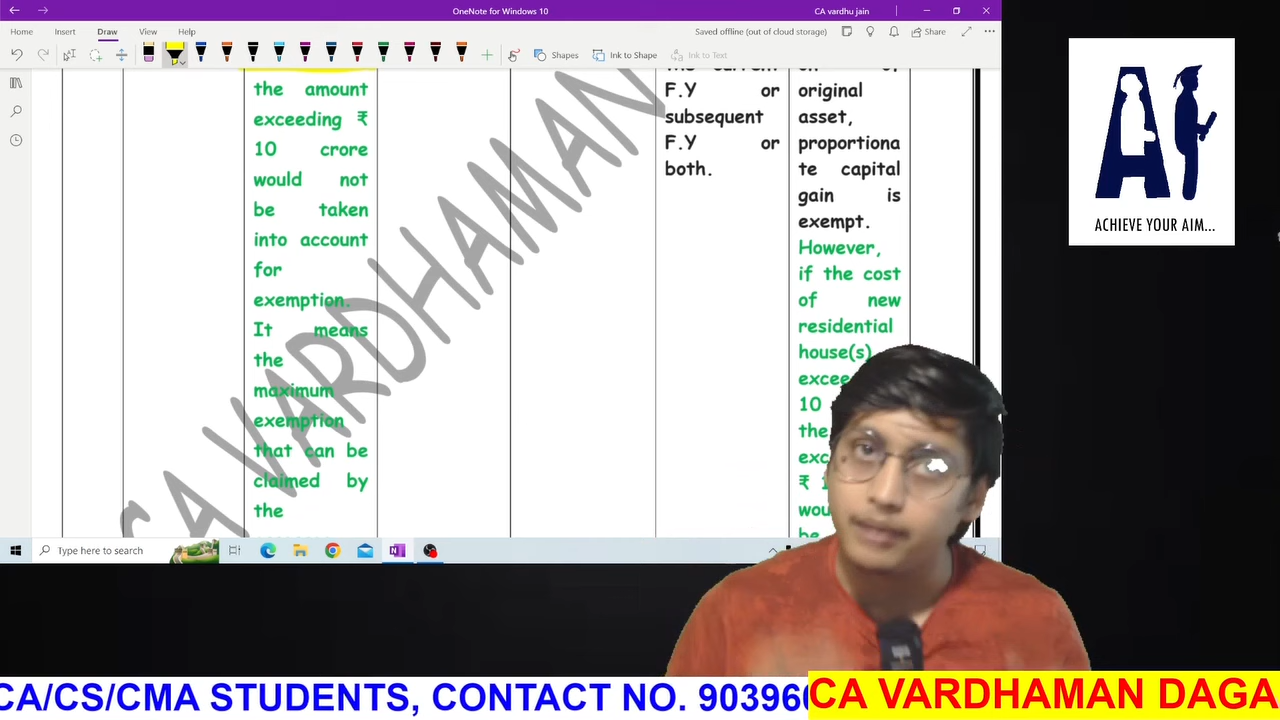 OneNote for Windows 10
CA vardhu jain
Home
Insert
Draw
View
Help
Saved offline (out of cloud storage)
Share
Shapes
Ink to Shape
Ink to Text
the amount
exceeding ₹
10 crore
would not
be taken
into account
for
exemption.
It means
the
maximum
exemption
that can be
claimed by
the
F.Y or
subsequent
F.Y or
both.
original
asset,
proportiona
te capital
gain is
exempt.
However,
if the cost
of new
residential
house(s)
10
₹
be
CA VARDHAMAN
ACHIEVE YOUR AIM...
Type here to search
CA/CS/CMA STUDENTS, CONTACT NO. 90396
CA VARDHAMAN DAGA